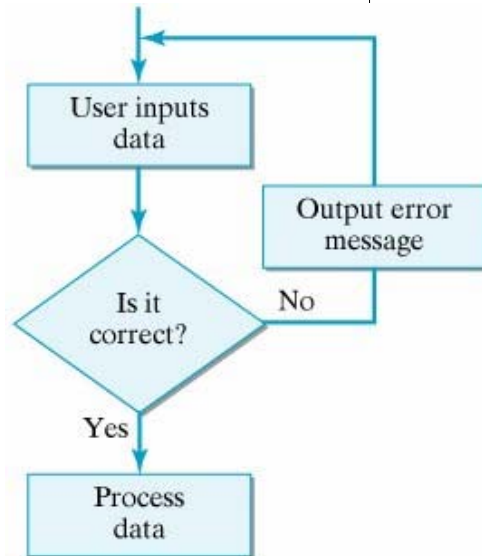 User inputs
data
Output error
message
Is it
correct?
No
Yes
Process
data